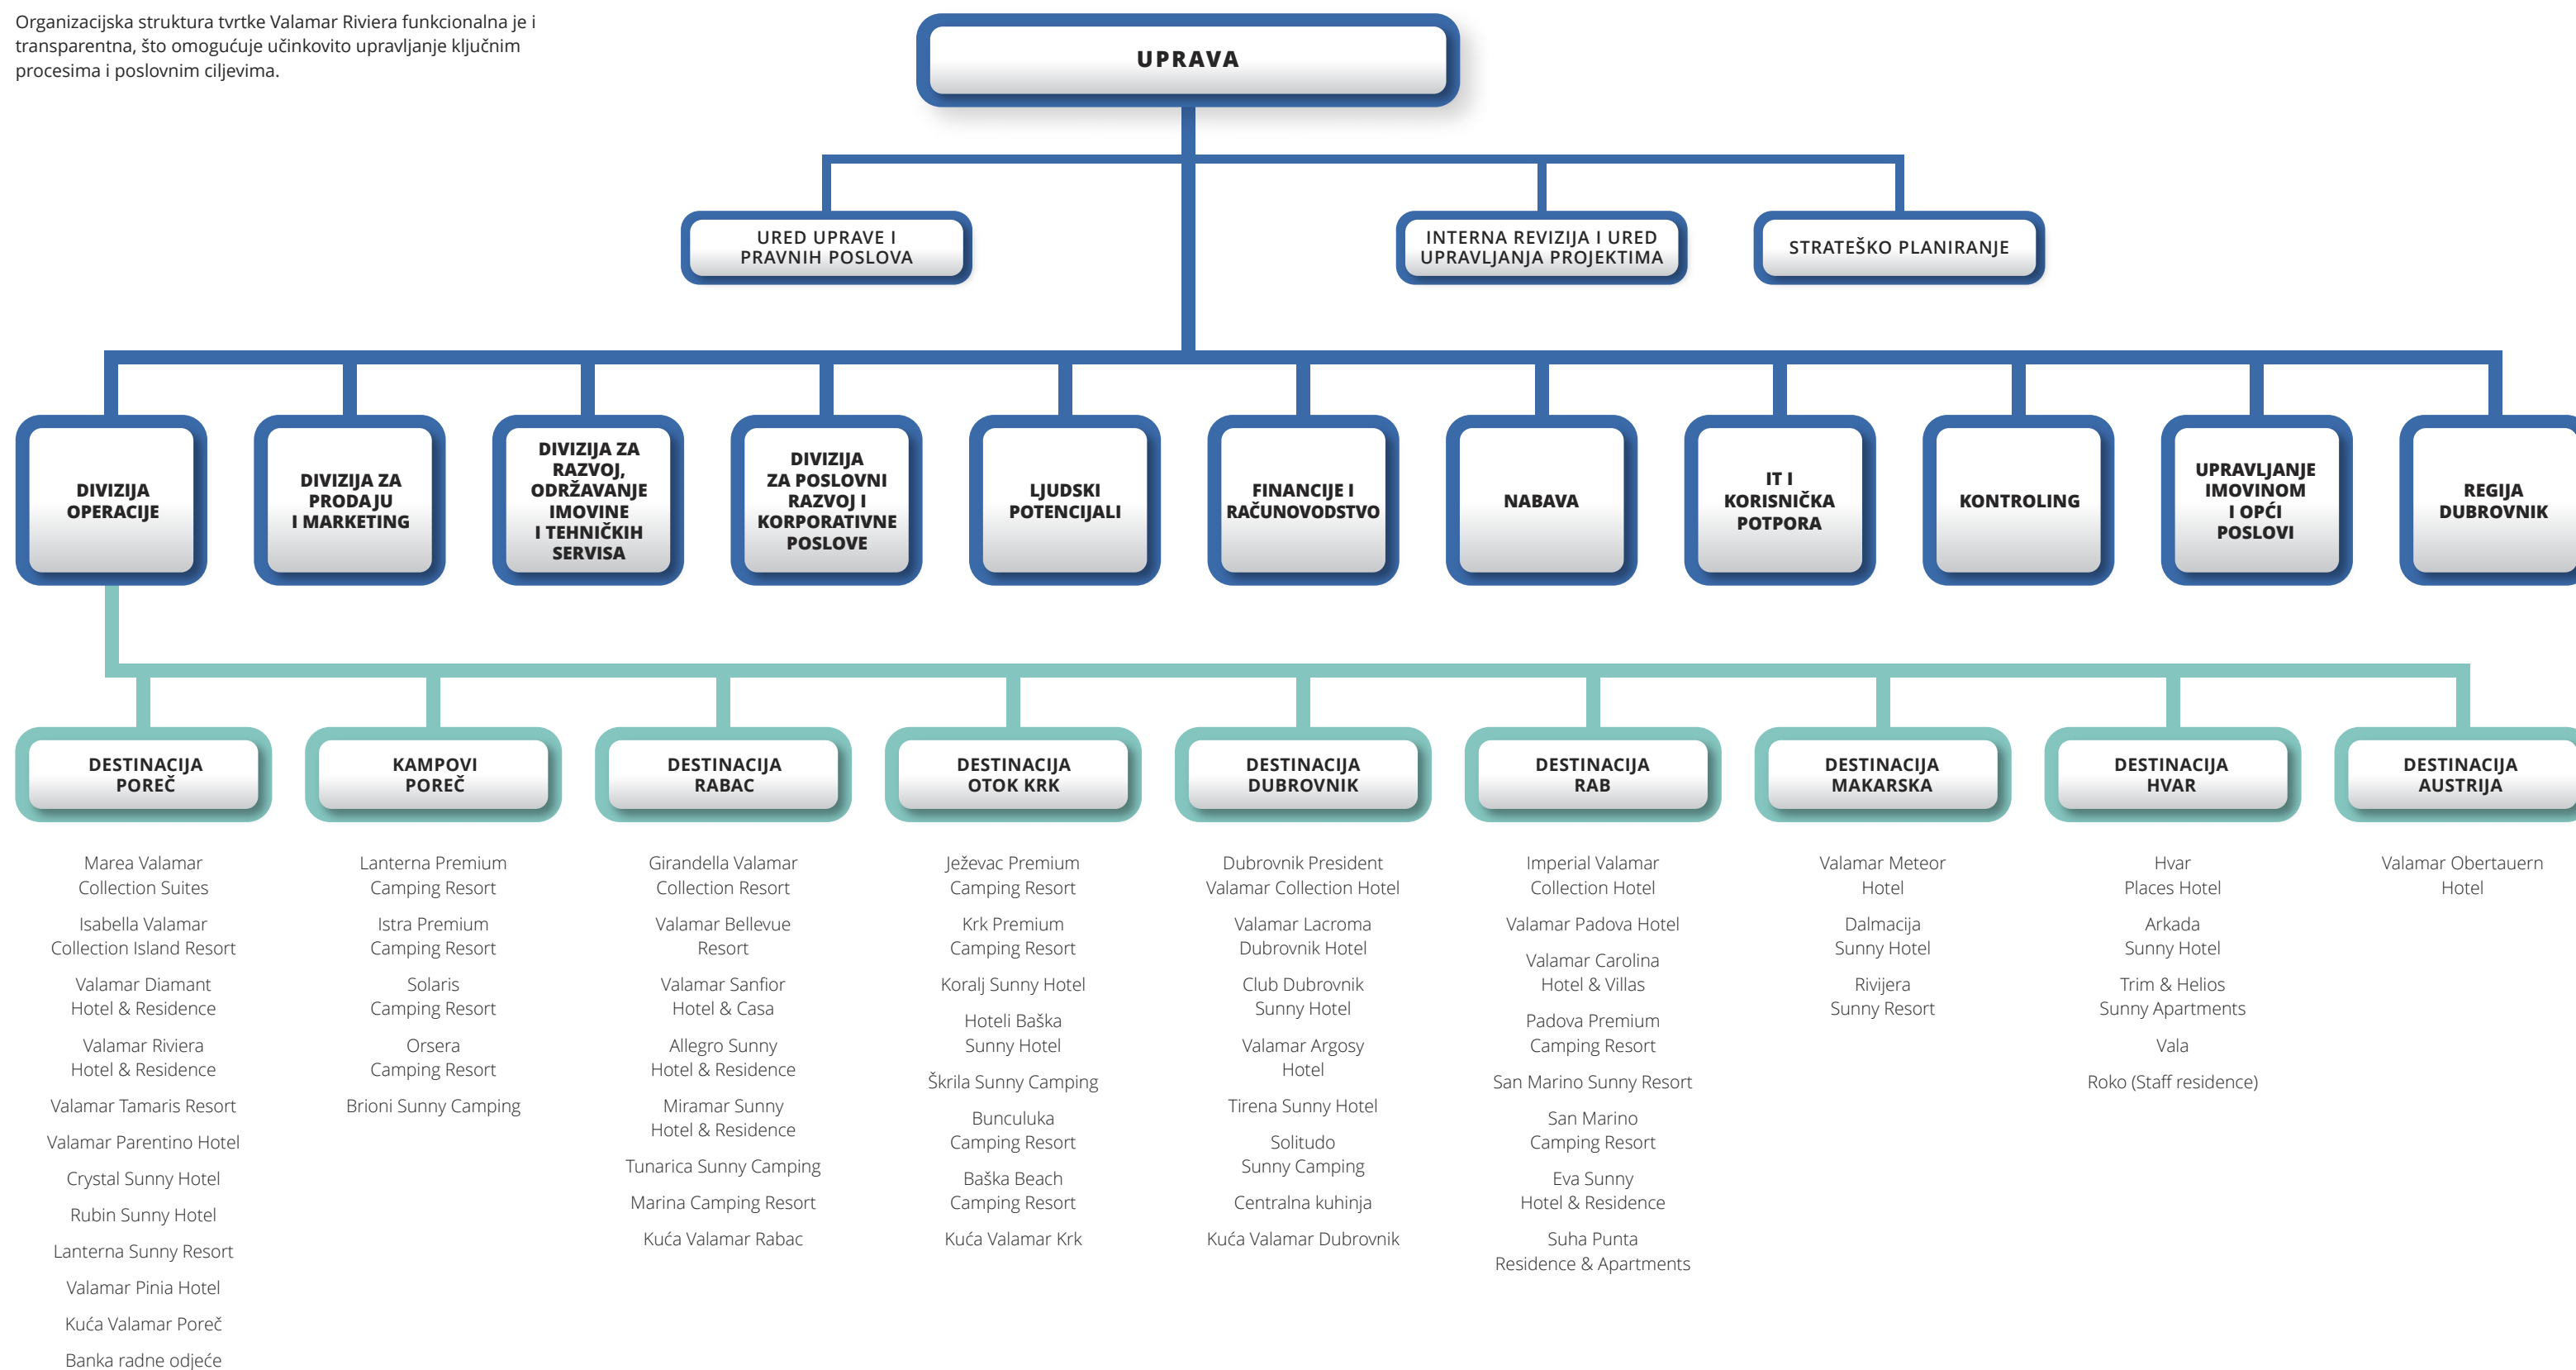 Organizacijska struktura tvrtke Valamar Riviera funkcionalna je i
transparentna, što omogućuje učinkovito upravljanje ključnim
procesima i poslovnim ciljevima.
UPRAVA
URED UPRAVE I
PRAVNIH POSLOVA
INTERNA REVIZIJA I URED
UPRAVLJANJA PROJEKTIMA
STRATEŠKO PLANIRANJE
DIVIZIJA
OPERACIJE
DIVIZIJA ZA
PRODAJU
I MARKETING
DIVIZIJA ZA
RAZVOJ,
ODRŽAVANJE
IMOVINE
I TEHNIČKIH
SERVISA
DIVIZIJA
ZA POSLOVNI
RAZVOJ I
KORPORATIVNE
POSLOVE
LJUDSKI
POTENCIJALI
FINANCIJE I
RAČUNOVODSTVO
NABAVA
IT I
KORISNIČKA
POTPORA
KONTROLING
UPRAVLJANJE
IMOVINOM
I OPĆI
POSLOVI
REGIJA
DUBROVNIK
DESTINACIJA
POREČ
Marea Valamar
Collection Suites
Isabella Valamar
Collection Island Resort
Valamar Diamant
Hotel & Residence
Valamar Riviera
Hotel & Residence
Valamar Tamaris Resort
Valamar Parentino Hotel
Crystal Sunny Hotel
Rubin Sunny Hotel
Lanterna Sunny Resort
Valamar Pinia Hotel
Kuća Valamar Poreč
Banka radne odjeće
KAMPOVI
POREČ
Lanterna Premium
Camping Resort
Istra Premium
Camping Resort
Solaris
Camping Resort
Orsera
Camping Resort
Brioni Sunny Camping
DESTINACIJA
RABAC
Girandella Valamar
Collection Resort
Valamar Bellevue
Resort
Valamar Sanfior
Hotel & Casa
Allegro Sunny
Hotel & Residence
Miramar Sunny
Hotel & Residence
Tunarica Sunny Camping
Marina Camping Resort
Kuća Valamar Rabac
DESTINACIJA
OTOK KRK
Ježevac Premium
Camping Resort
Krk Premium
Camping Resort
Koralj Sunny Hotel
Hoteli Baška
Sunny Hotel
Škrila Sunny Camping
Bunculuka
Camping Resort
Baška Beach
Camping Resort
Kuća Valamar Krk
DESTINACIJA
DUBROVNIK
Dubrovnik President
Valamar Collection Hotel
Valamar Lacroma
Dubrovnik Hotel
Club Dubrovnik
Sunny Hotel
Valamar Argosy
Hotel
Tirena Sunny Hotel
Solitudo
Sunny Camping
Centralna kuhinja
Kuća Valamar Dubrovnik
DESTINACIJA
RAB
Imperial Valamar
Collection Hotel
Valamar Padova Hotel
Valamar Carolina
Hotel & Villas
Padova Premium
Camping Resort
San Marino Sunny Resort
San Marino
Camping Resort
Eva Sunny
Hotel & Residence
Suha Punta
Residence & Apartments
DESTINACIJA
MAKARSKA
Valamar Meteor
Hotel
Dalmacija
Sunny Hotel
Rivijera
Sunny Resort
DESTINACIJA
HVAR
Hvar
Places Hotel
Arkada
Sunny Hotel
Trim & Helios
Sunny Apartments
Vala
Roko (Staff residence)
DESTINACIJA
AUSTRIJA
Valamar Obertauern
Hotel